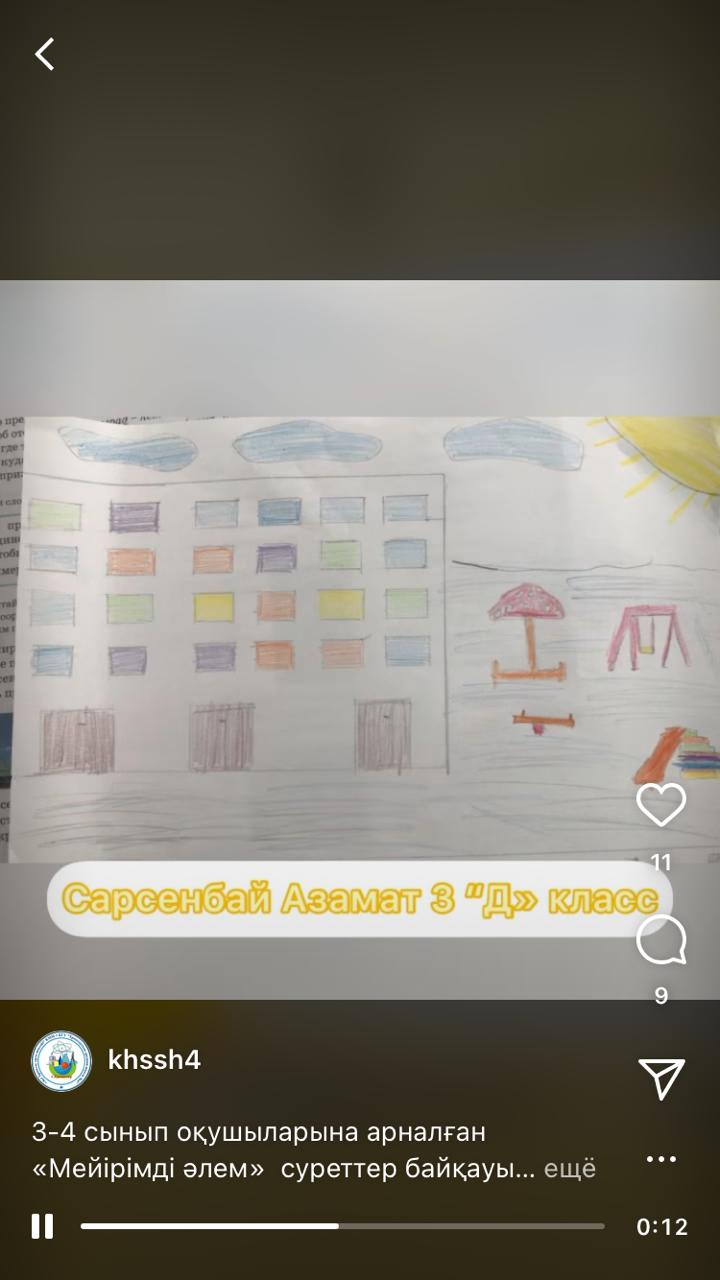 Сарсенбай Азамат 3 “Д» класс
11
9
khssh4
3-4 сынып оқушыларына арналған
«Мейірімді әлем» суреттер байқауы... ещё
0:12